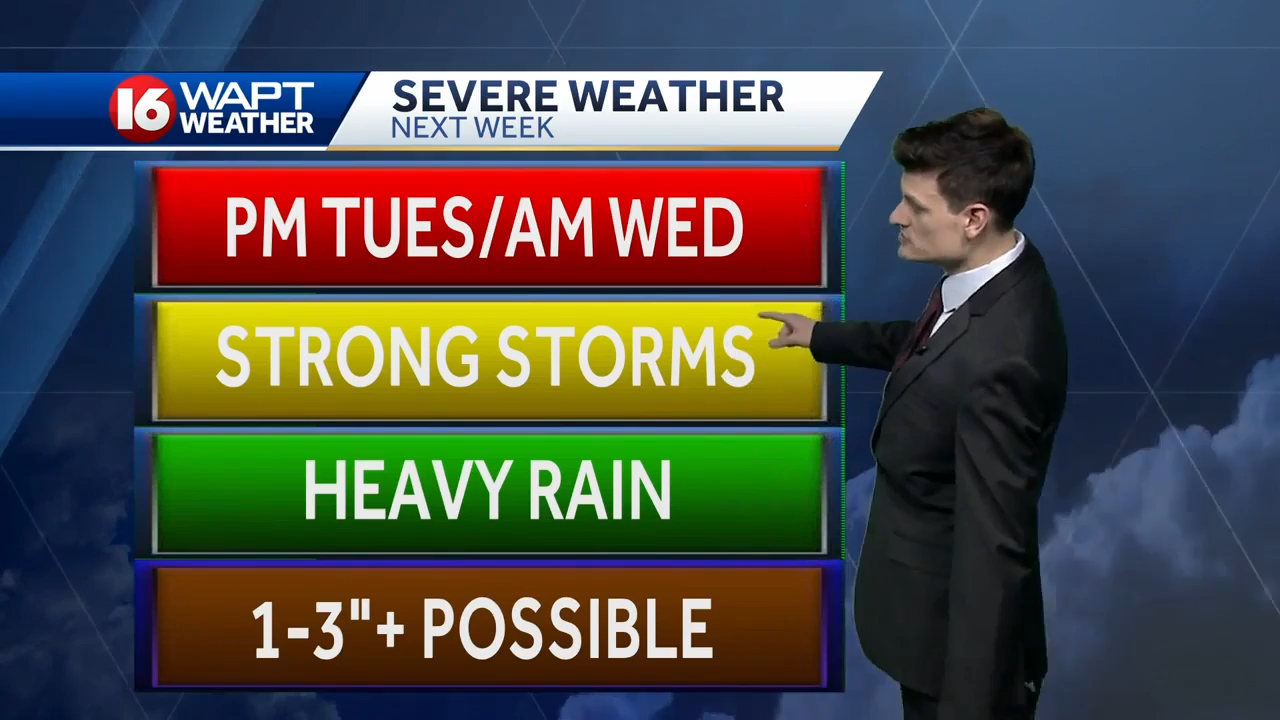 16 WAPT
WEATHER
SEVERE WEATHER
NEXT WEEK
PM TUES/AM WED
STRONG STORMS
HEAVY RAIN
1-3"+ POSSIBLE